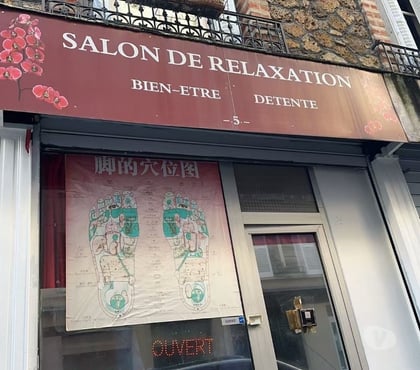 SALON DE RELAXATION
BIEN-ETRE DETENTE
- 5 -
脚的穴位图
OUVERT